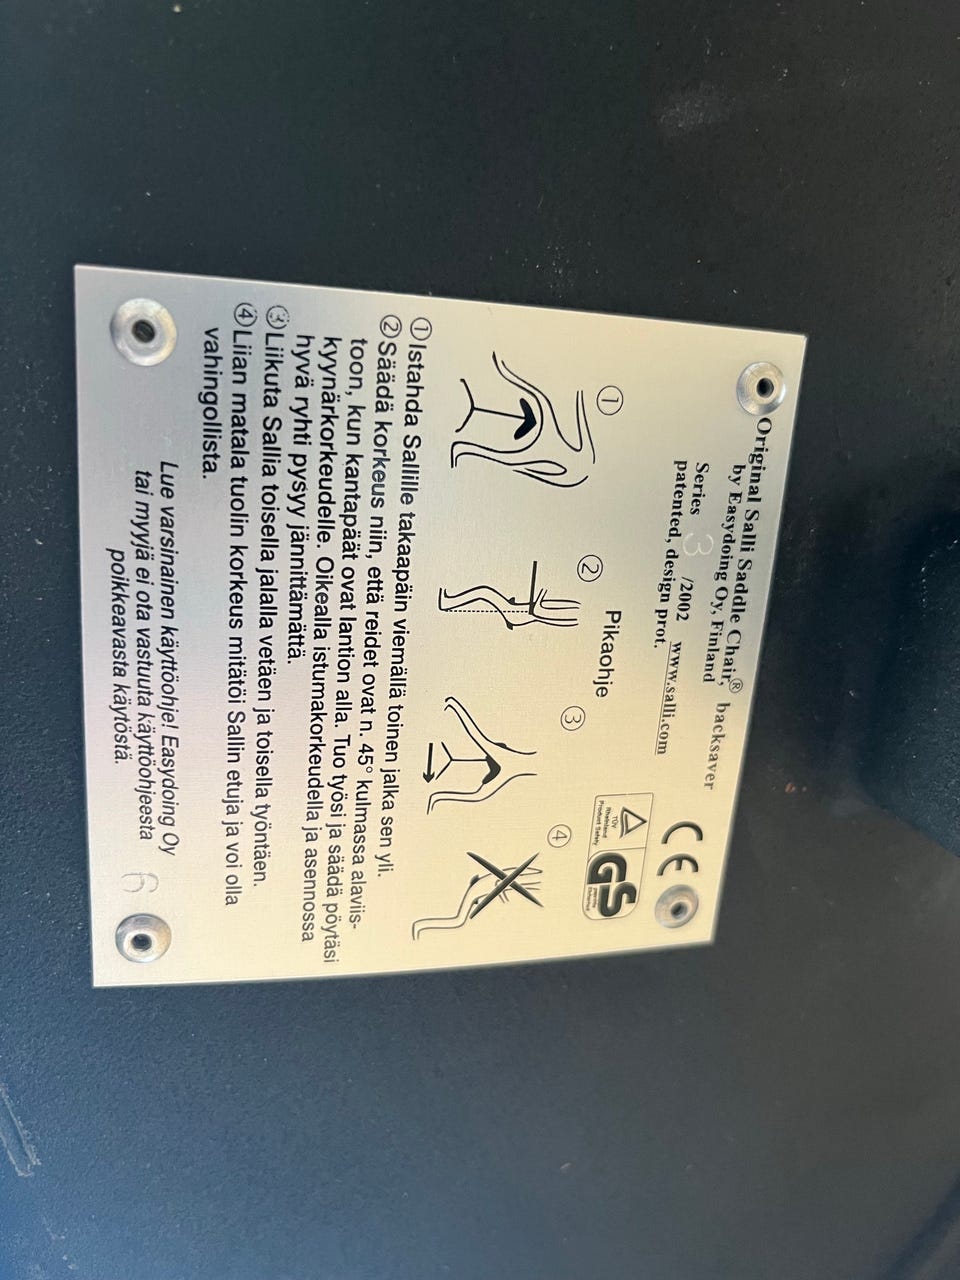 Original Salli Saddle Chair,® backsaver
by Easydoing Oy, Finland
Series 3 /2002 www.salli.com
patented, design prot.
CE
TÜV
Rheinland
Product Safety
GS
Pikaohje
① ② ③ ④
①Istahda Sallille takaapäin viemällä toinen jalka sen yli.
②Säädä korkeus niin, että reidet ovat n. 45° kulmassa alaviis-
toon, kun kantapäät ovat lantion alla. Tuo työsi ja säädä pöytäsi
kyynärkorkeudelle. Oikealla istumakorkeudella ja asennossa
hyvä ryhti pysyy jännittämättä.
③Liikuta Sallia toisella jalalla vetäen ja toisella työntäen.
④Liian matala tuolin korkeus mitätöi Sallin etuja ja voi olla
vahingollista.
Lue varsinainen käyttöohje! Easydoing Oy
tai myyjä ei ota vastuuta käyttöohjeesta
poikkeavasta käytöstä.
6